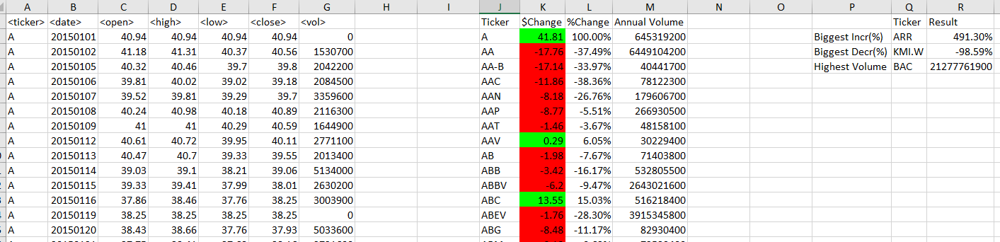 A B C D E F G H I J K L M N O P Q R
<ticker> <date> <open> <high> <low> <close> <vol> Ticker $Change %Change Annual Volume Ticker Result
A 20150101 40.94 40.94 40.94 40.94 0 A 41.81 100.00% 645319200 Biggest Incr(%) ARR 491.30%
A 20150102 41.18 41.31 40.37 40.56 1530700 AA -17.76 -37.49% 6449104200 Biggest Decr(%) KMI.W -98.59%
A 20150105 40.32 40.46 39.7 39.8 2042200 AA-B -17.14 -33.97% 40441700 Highest Volume BAC 21277761900
A 20150106 39.81 40.02 39.02 39.18 2084500 AAC -11.86 -38.36% 78122300
A 20150107 39.52 39.81 39.29 39.7 3359600 AAN -8.18 -26.76% 179606700
A 20150108 40.24 40.98 40.18 40.89 2116300 AAP -8.77 -5.51% 266930500
A 20150109 41 41 40.29 40.59 1644900 AAT -1.46 -3.67% 48158100
A 20150112 40.61 40.72 39.95 40.11 2771100 AAV 0.29 6.05% 30229400
A 20150113 40.47 40.7 39.33 39.55 2013400 AB -1.98 -7.67% 71403800
A 20150114 39.03 39.1 38.21 39.06 5134000 ABB -3.42 -16.17% 532805500
A 20150115 39.33 39.41 37.99 38.01 2630200 ABBV -6.2 -9.47% 2643021600
A 20150116 37.86 38.46 37.76 38.25 3003900 ABC 13.55 15.03% 516218400
A 20150119 38.25 38.25 38.25 38.25 0 ABEV -1.76 -28.30% 3915345800
A 20150120 38.43 38.66 37.76 37.93 5033600 ABG -8.48 -11.17% 82930400